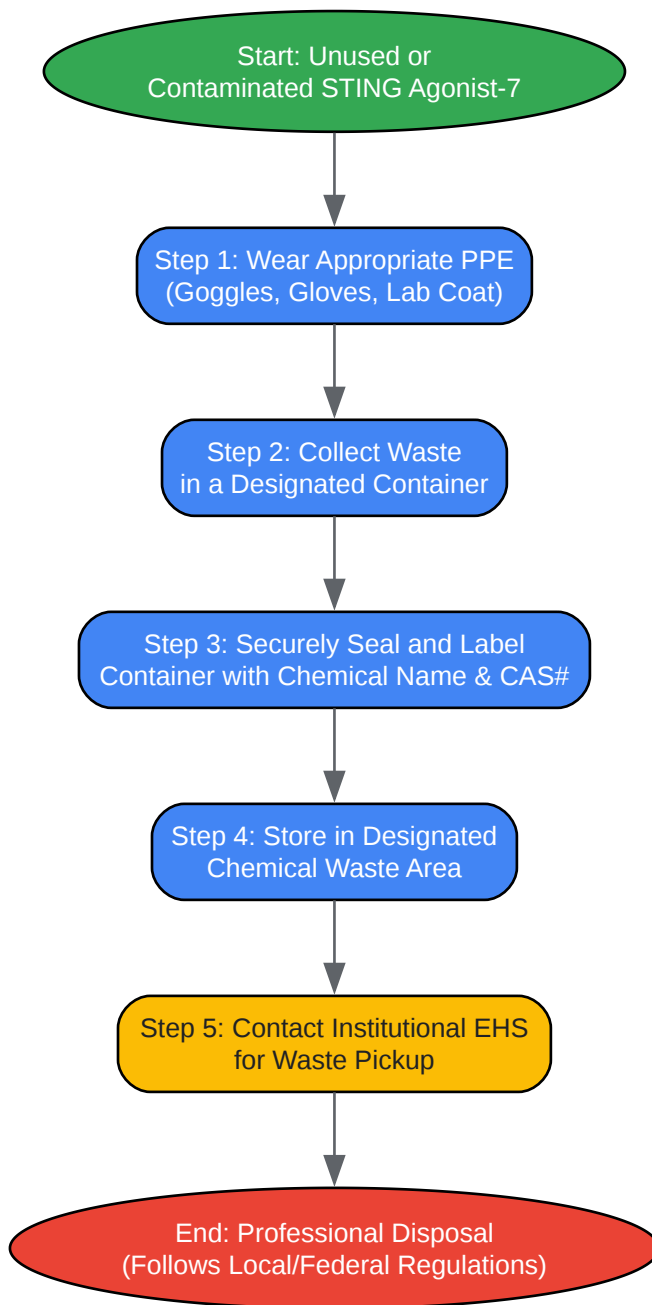 Start: Unused or
Contaminated STING Agonist-7
Step 1: Wear Appropriate PPE
(Goggles, Gloves, Lab Coat)
Step 2: Collect Waste
in a Designated Container
Step 3: Securely Seal and Label
Container with Chemical Name & CAS#
Step 4: Store in Designated
Chemical Waste Area
Step 5: Contact Institutional EHS
for Waste Pickup
End: Professional Disposal
(Follows Local/Federal Regulations)